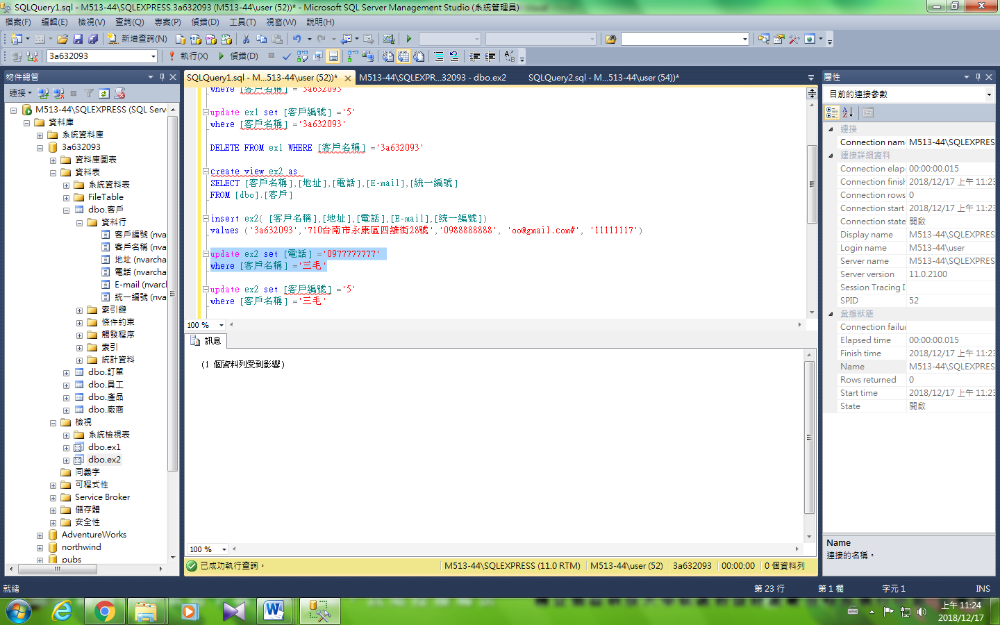 SQLQuery1.sql - M513-44\SQLEXPRESS.3a632093 (M513-44\user (52))* - Microsoft SQL Server Management Studio (系統管理員)
檔案(F) 編輯(E) 檢視(V) 查詢(Q) 專案(P) 偵錯(D) 工具(T) 視窗(W) 說明(H)
新增查詢(N)
3a632093 執行(X) 偵錯(D)
物件總管
連接
M513-44\SQLEXPRESS (SQL Serv
資料庫
系統資料庫
3a632093
資料庫圖表
資料表
系統資料表
FileTable
dbo.客戶
資料行
客戶編號 (nva
客戶名稱 (nva
地址 (nvarcha
電話 (nvarcha
E-mail (nvarcl
統一編號 (nva
索引鍵
條件約束
觸發程序
索引
統計資料
dbo.訂單
dbo.員工
dbo.產品
dbo.廠商
檢視
系統檢視表
dbo.ex1
dbo.ex2
同義字
可程式性
Service Broker
儲存體
安全性
AdventureWorks
northwind
pubs
SQLQuery1.sql - M...513-44\user (52))* M513-44\SQLEXPR...32093 - dbo.ex2 SQLQuery2.sql - M...513-44\user (54))*
where [客戶名稱] ='3a632093'
update ex1 set [客戶編號] ='5'
where [客戶名稱] ='3a632093'
DELETE FROM ex1 WHERE [客戶名稱] ='3a632093'
create view ex2 as
SELECT [客戶名稱],[地址],[電話],[E-mail],[統一編號]
FROM [dbo].[客戶]
insert ex2( [客戶名稱],[地址],[電話],[E-mail],[統一編號])
values ('3a632093','710台南市永康區四維街28號','0988888888', 'oo@gmail.com#', '11111117')
update ex2 set [電話] ='0977777777'
where [客戶名稱] ='三毛'
update ex2 set [客戶編號] ='5'
where [客戶名稱] ='三毛'
100 %
訊息
(1 個資料列受到影響)
100 %
已成功執行查詢。 M513-44\SQLEXPRESS (11.0 RTM) M513-44\user (52) 3a632093 00:00:00 0 個資料列
屬性
目前的連接參數
連接
Connection nam M513-44\SQLEXPRES
連接詳細資料
Connection elap 00:00:00.015
Connection finish 2018/12/17 上午 11:23
Connection rows 0
Connection start 2018/12/17 上午 11:23
Connection state 開啟
Display name M513-44\SQLEXPRES
Login name M513-44\user
Server name M513-44\SQLEXPRES
Server version 11.0.2100
Session Tracing I
SPID 52
彙總狀態
Connection failur
Elapsed time 00:00:00.015
Finish time 2018/12/17 上午 11:23
Name M513-44\SQLEXPRES
Rows returned 0
Start time 2018/12/17 上午 11:23
State 開啟
Name
連接的名稱。
就緒 第 23 行 第 1 欄 字元 1 INS
上午 11:24
2018/12/17